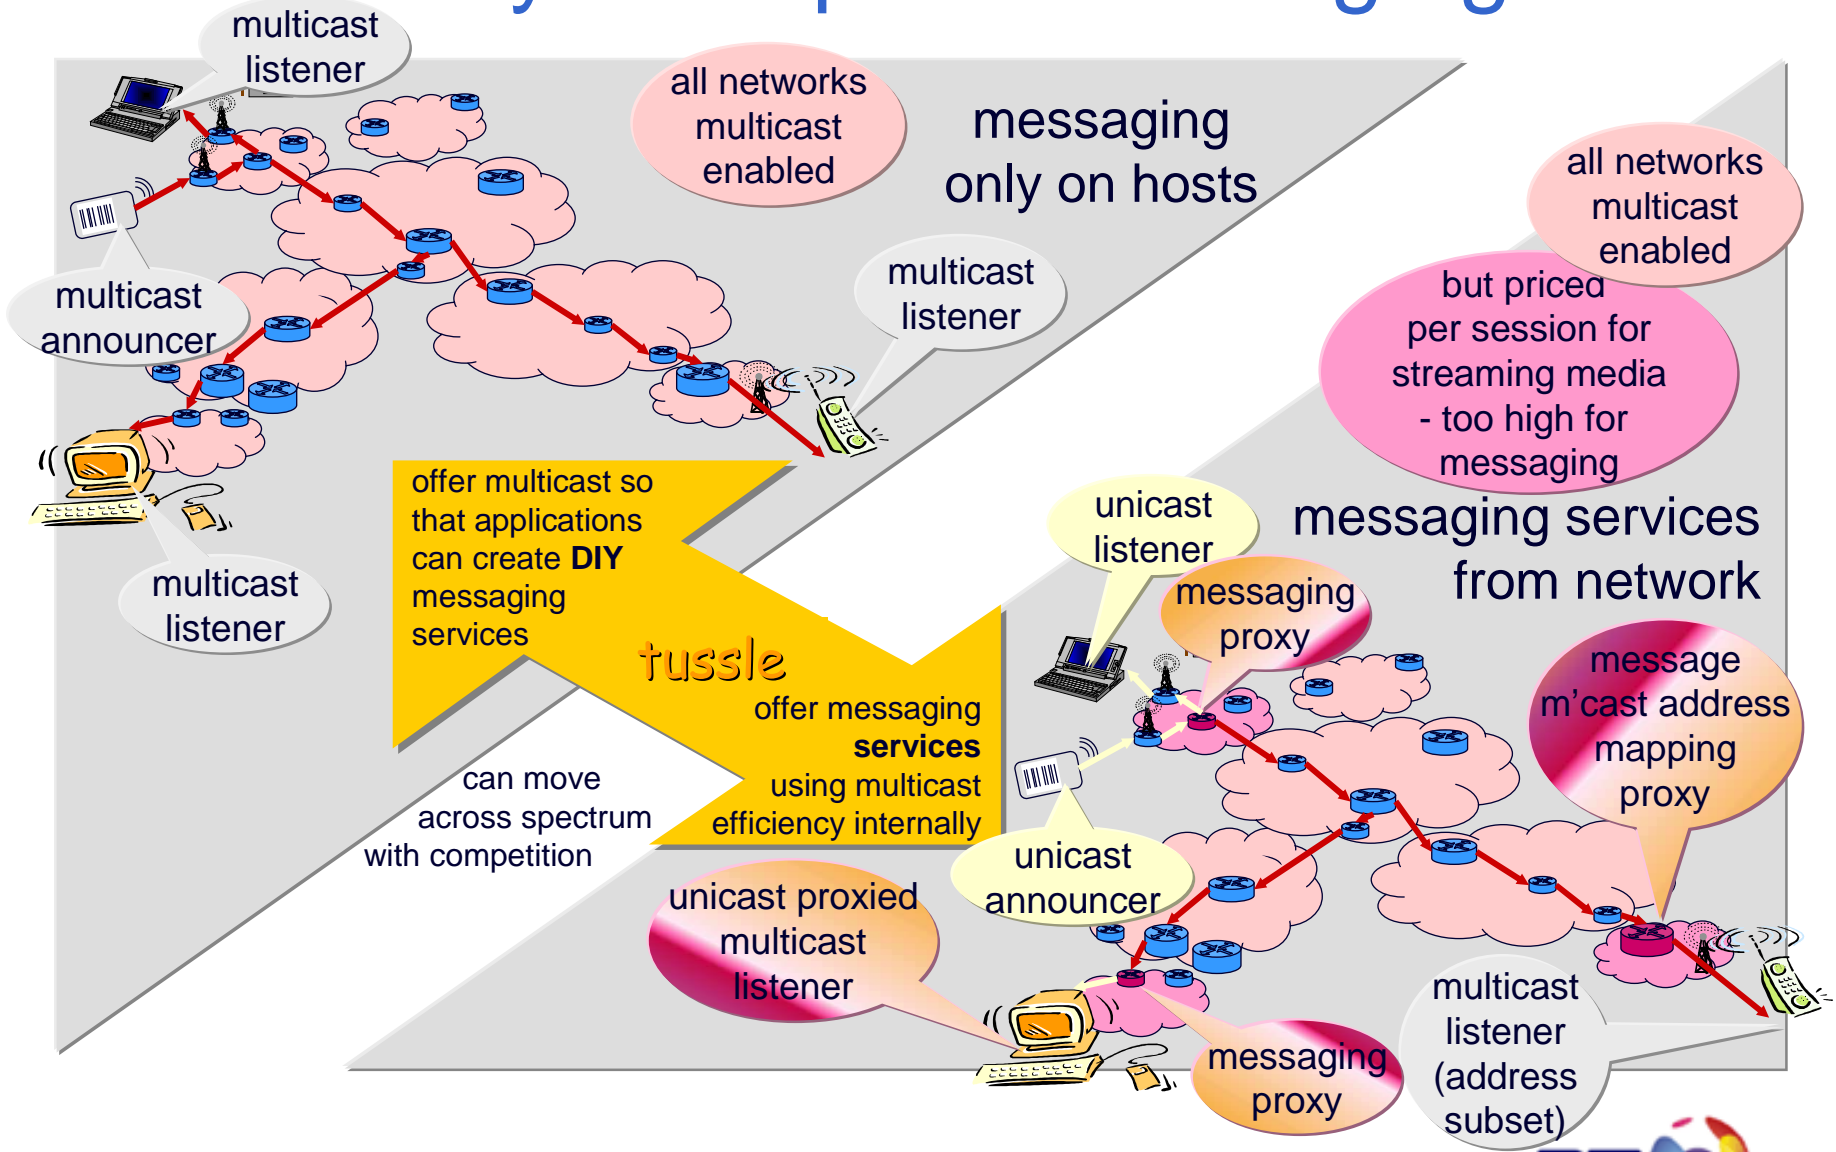 multicast
listener
all networks
multicast
enabled
messaging
only on hosts
multicast
announcer
multicast
listener
multicast
listener
all networks
multicast
enabled
but priced
per session for
streaming media
- too high for
messaging
messaging services
from network
offer multicast so
that applications
can create DIY
messaging
services
tussle
offer messaging
services
using multicast
efficiency internally
can move
across spectrum
with competition
unicast
listener
messaging
proxy
message
m'cast address
mapping
proxy
unicast
announcer
unicast proxied
multicast
listener
messaging
proxy
multicast
listener
(address
subset)